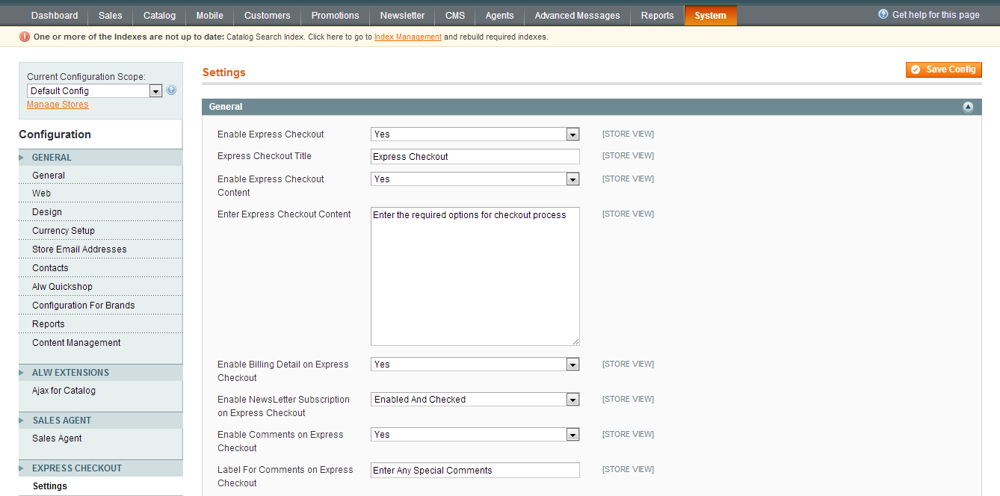 Dashboard Sales Catalog Mobile Customers Promotions Newsletter CMS Agents Advanced Messages Reports System Get help for this page
One or more of the Indexes are not up to date: Catalog Search Index. Click here to go to Index Management and rebuild required indexes.
Current Configuration Scope:
Default Config
Manage Stores
Configuration
GENERAL
General
Web
Design
Currency Setup
Store Email Addresses
Contacts
Alw Quickshop
Configuration For Brands
Reports
Content Management
ALW EXTENSIONS
Ajax for Catalog
SALES AGENT
Sales Agent
EXPRESS CHECKOUT
Settings
Settings
Save Config
General
Enable Express Checkout Yes [STORE VIEW]
Express Checkout Title Express Checkout [STORE VIEW]
Enable Express Checkout Yes [STORE VIEW]
Content
Enter Express Checkout Content Enter the required options for checkout process [STORE VIEW]
Enable Billing Detail on Express Yes [STORE VIEW]
Checkout
Enable NewsLetter Subscription Enabled And Checked [STORE VIEW]
on Express Checkout
Enable Comments on Express Yes [STORE VIEW]
Checkout
Label For Comments on Express Enter Any Special Comments [STORE VIEW]
Checkout